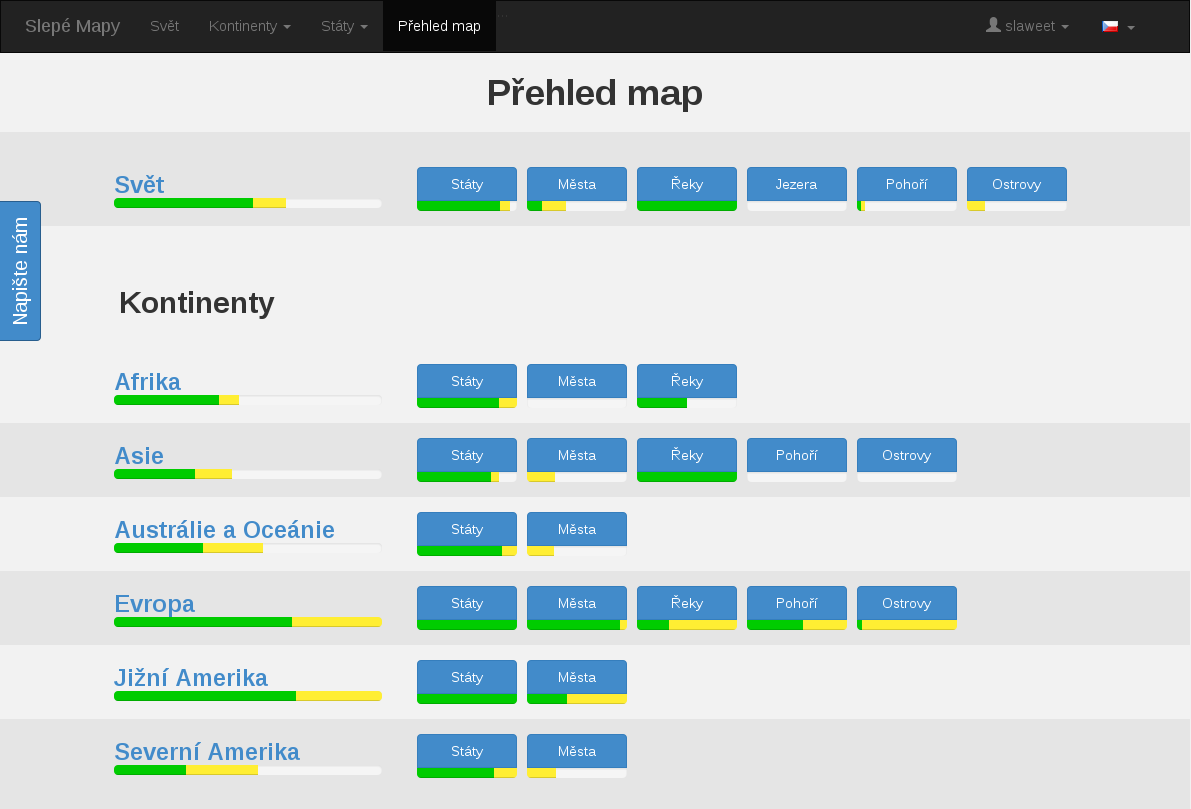 Slepé Mapy Svět Kontinenty Státy Přehled map slaweet
Přehled map
Svět
Státy Města Řeky Jezera Pohoří Ostrovy
Napište nám
Kontinenty
Afrika
Státy Města Řeky
Asie
Státy Města Řeky Pohoří Ostrovy
Austrálie a Oceánie
Státy Města
Evropa
Státy Města Řeky Pohoří Ostrovy
Jižní Amerika
Státy Města
Severní Amerika
Státy Města